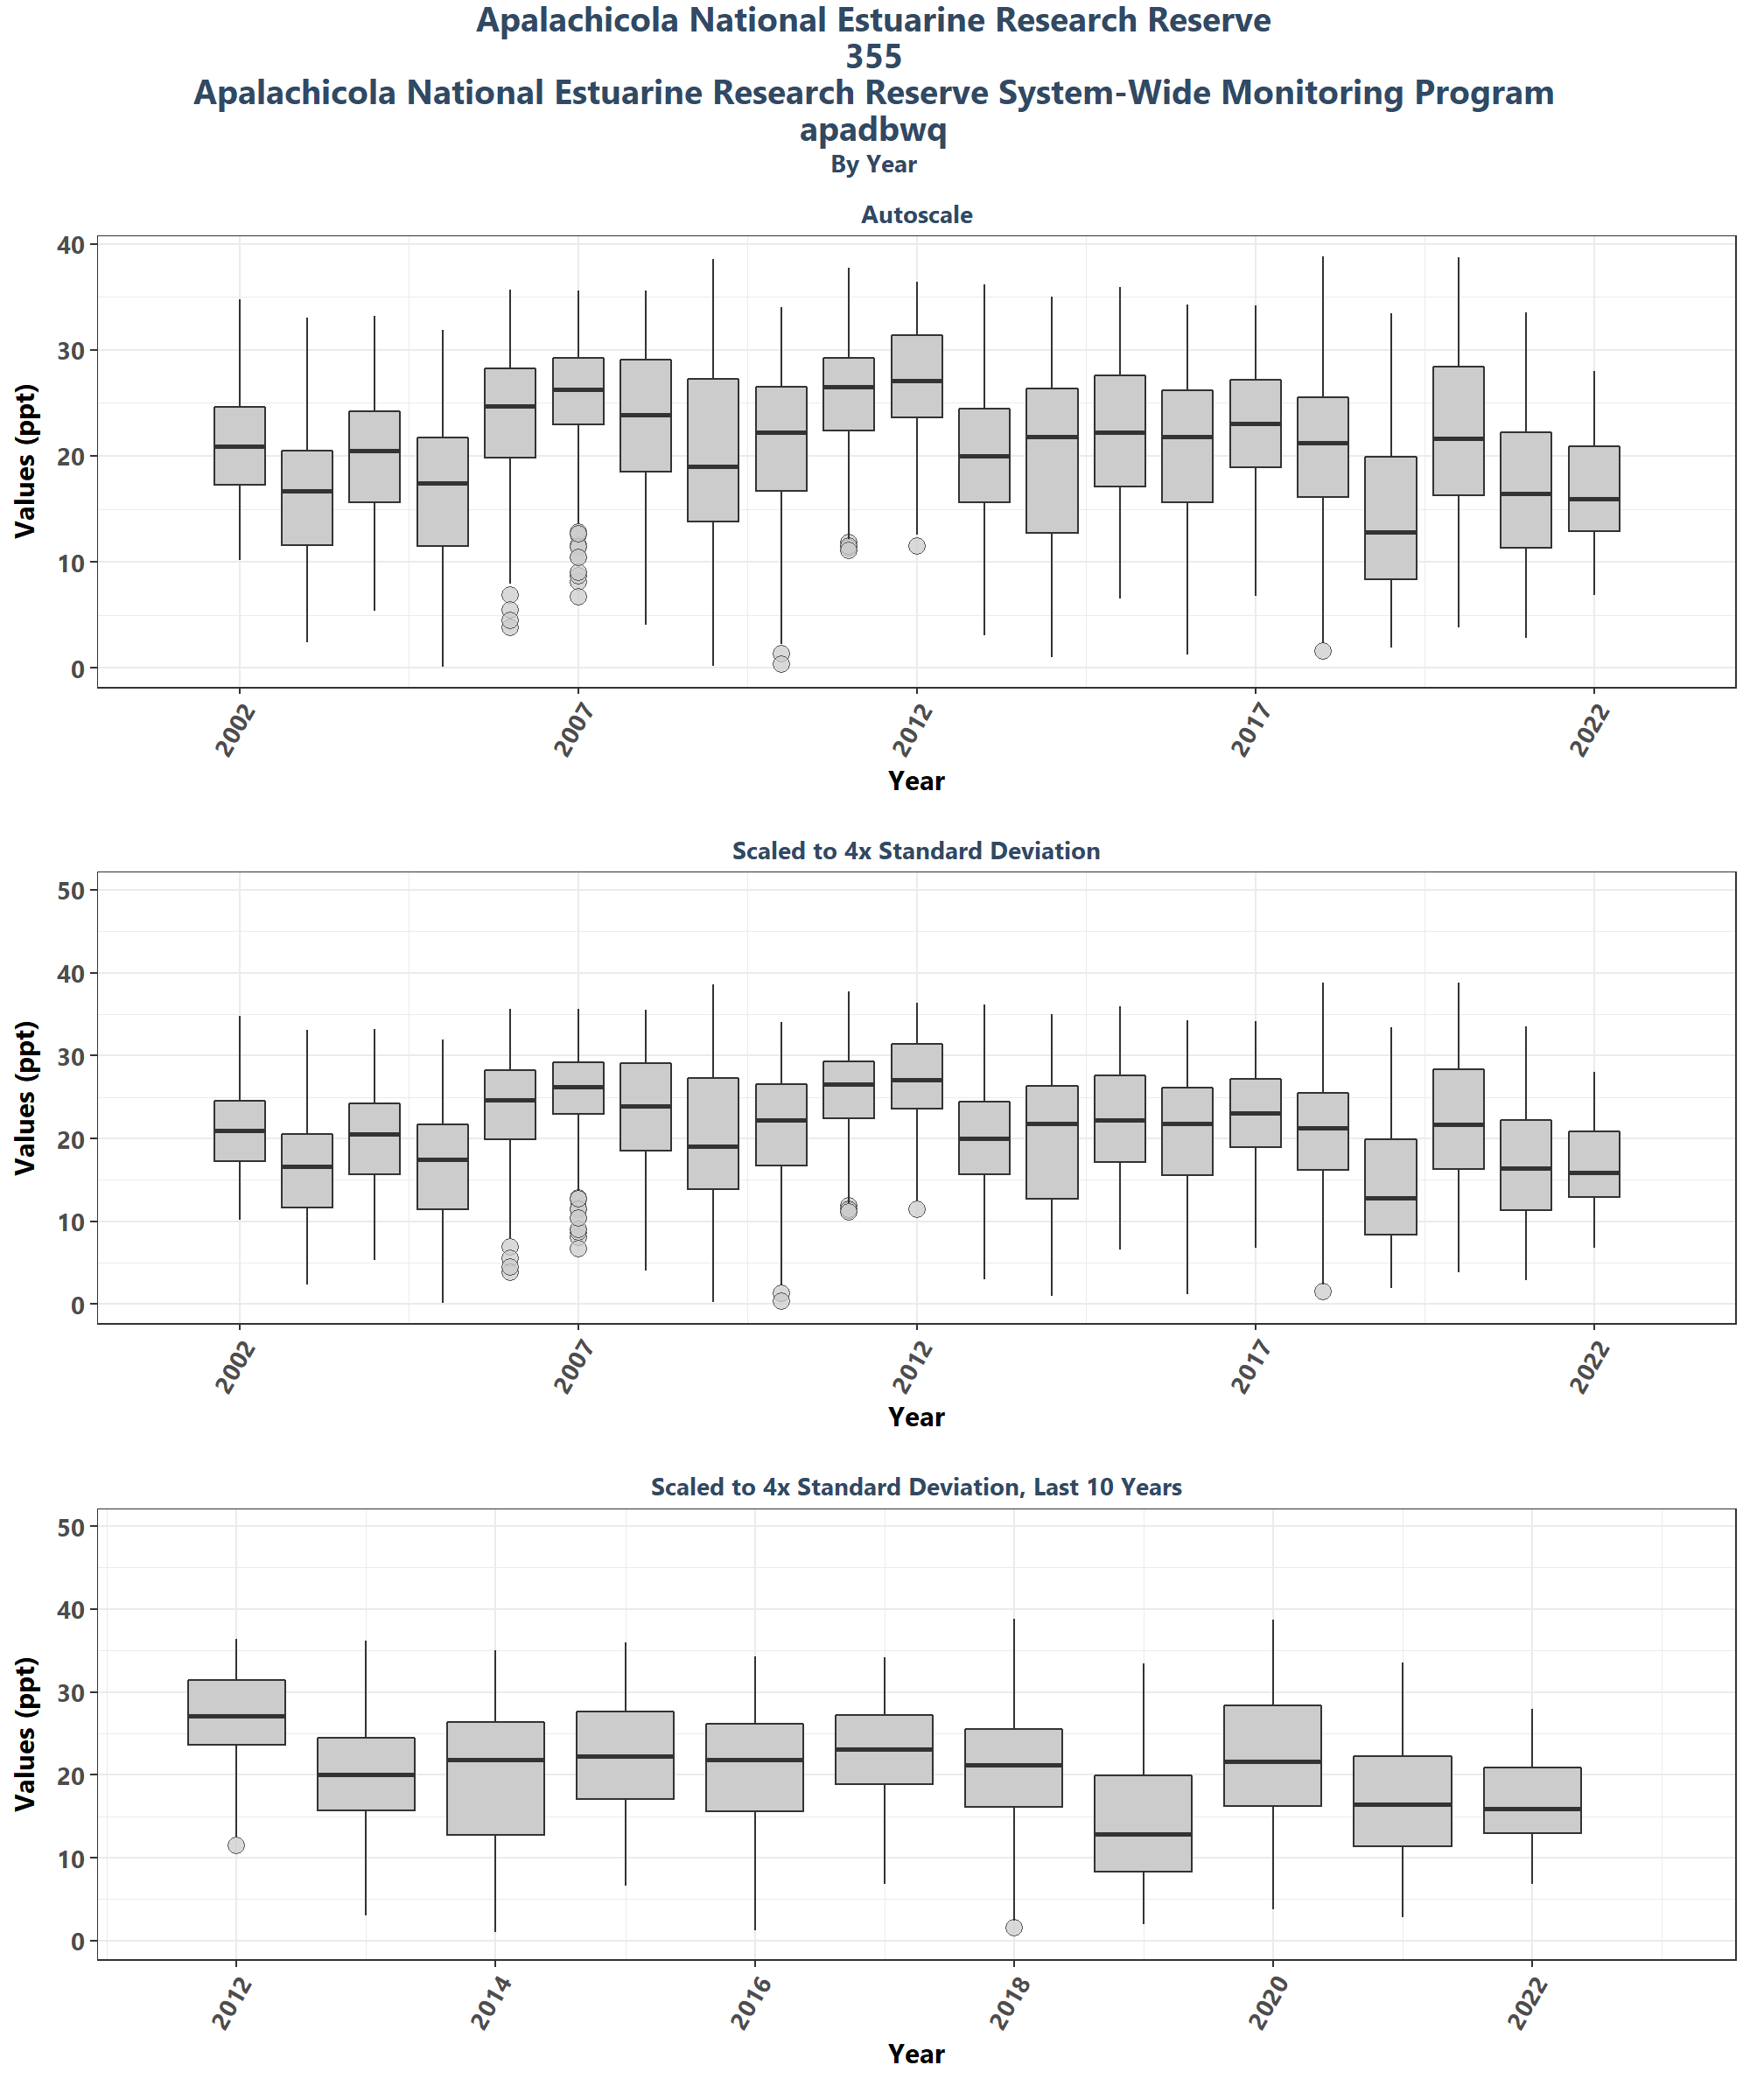 Apalachicola National Estuarine Research Reserve
355
Apalachicola National Estuarine Research Reserve System-Wide Monitoring Program
apadbwq
By Year
Autoscale
Values (ppt)
40
30
20
10
0
2002 2007 2012 2017 2022
Year
Scaled to 4x Standard Deviation
Values (ppt)
50
40
30
20
10
0
2002 2007 2012 2017 2022
Year
Scaled to 4x Standard Deviation, Last 10 Years
Values (ppt)
50
40
30
20
10
0
2012 2014 2016 2018 2020 2022
Year